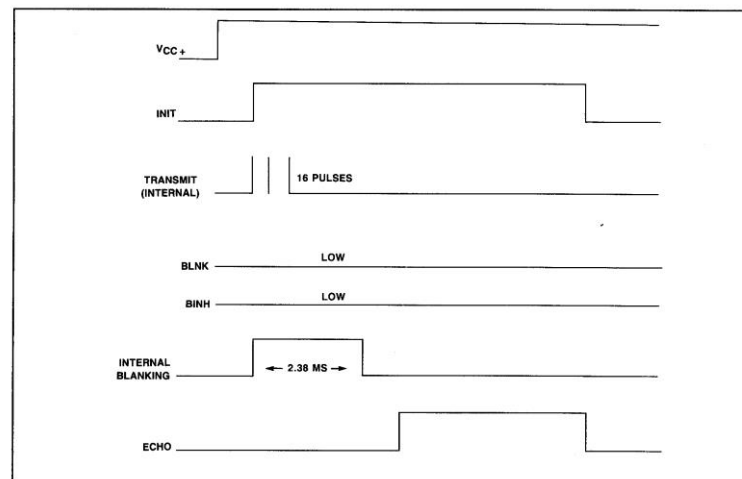 VCC+
INIT
TRANSMIT
(INTERNAL)
16 PULSES
BLNK
LOW
BINH
LOW
INTERNAL
BLANKING
2.38 MS
ECHO